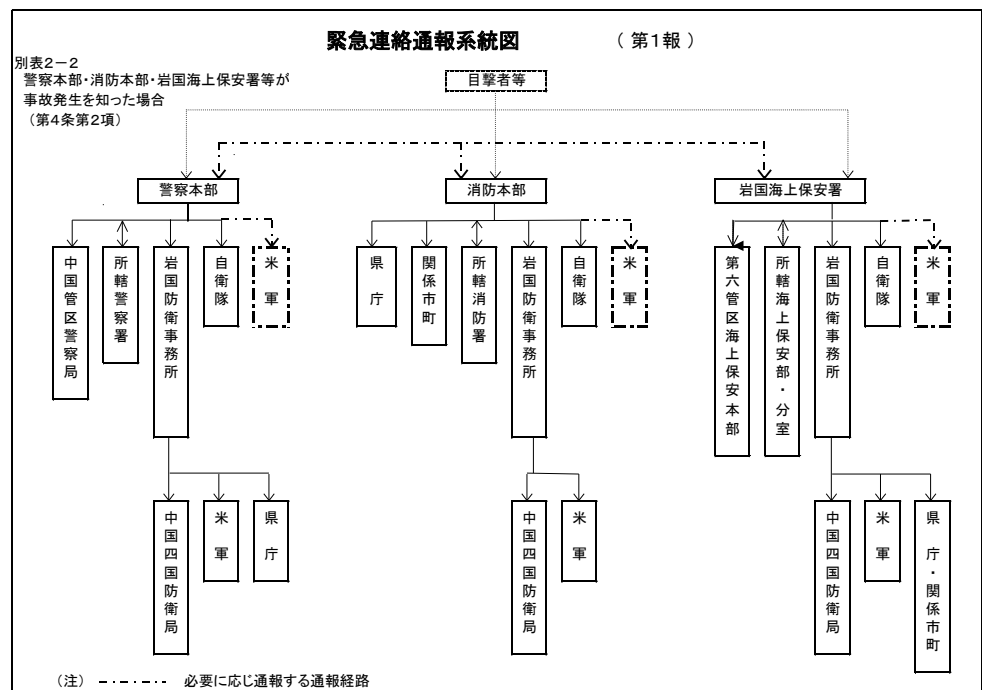 緊急連絡通報系統図 （ 第1報 ）
別表2－2
警察本部・消防本部・岩国海上保安署等が
事故発生を知った場合
（第4条第2項）
目撃者等
警察本部
消防本部
岩国海上保安署
中国管区警察局
所轄警察署
岩国防衛事務所
自衛隊
米軍
県庁
関係市町
所轄消防署
岩国防衛事務所
自衛隊
米軍
第六管区海上保安本部
所轄海上保安部・分室
岩国防衛事務所
自衛隊
米軍
中国四国防衛局
米軍
県庁
中国四国防衛局
米軍
中国四国防衛局
米軍
県庁・関係市町
（注） 必要に応じ通報する通報経路